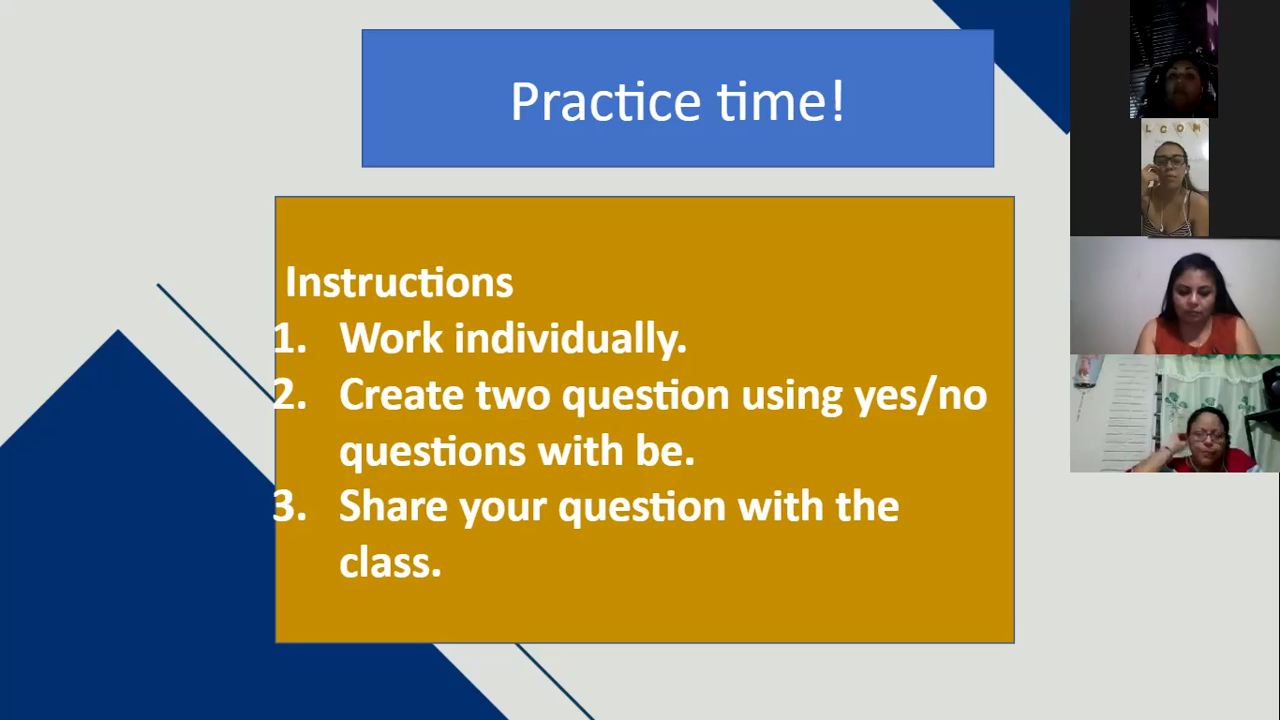 Practice time!
Instructions
1. Work individually.
2. Create two question using yes/no
questions with be.
3. Share your question with the
class.
L C O M